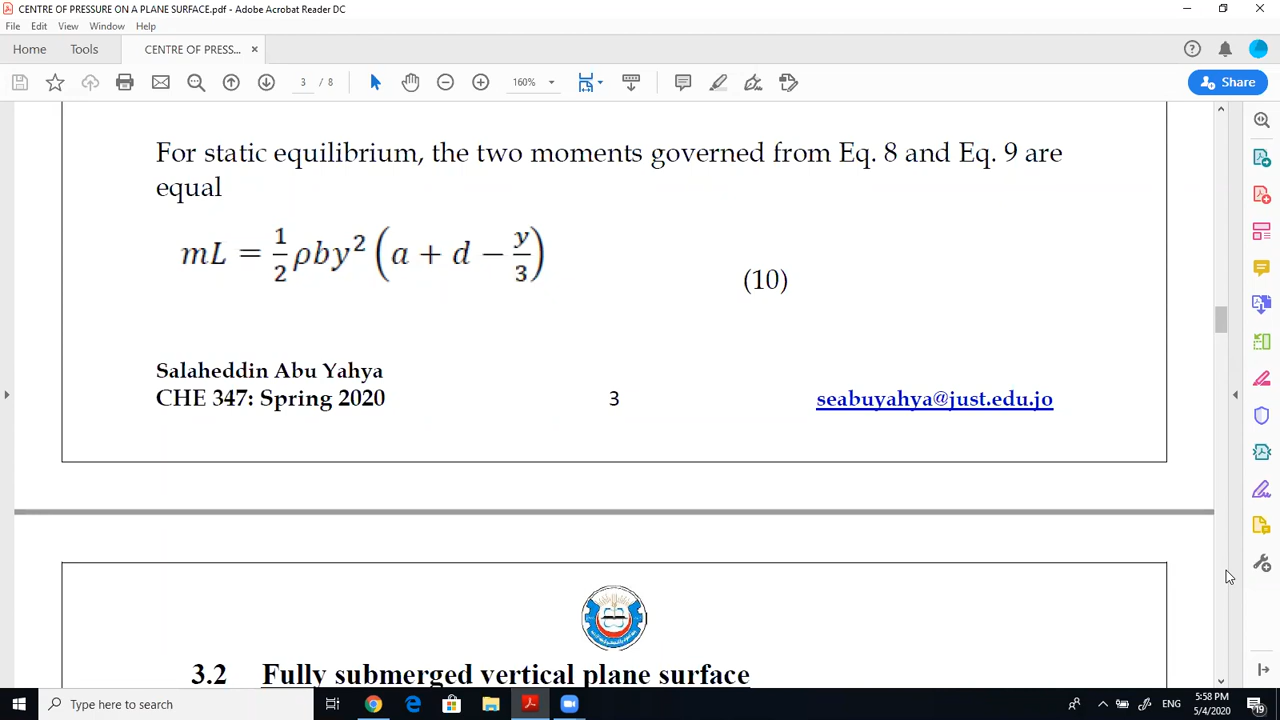 CENTRE OF PRESSURE ON A PLANE SURFACE.pdf - Adobe Acrobat Reader DC
File Edit View Window Help
Home Tools CENTRE OF PRESS... ×
3 / 8 160% Share
For static equilibrium, the two moments governed from Eq. 8 and Eq. 9 are
equal
mL = 1/2 ρby² (a + d − y/3)
(10)
Salaheddin Abu Yahya
CHE 347: Spring 2020 3 seabuyahya@just.edu.jo
3.2 Fully submerged vertical plane surface
Type here to search ENG 5:58 PM
5/4/2020 19